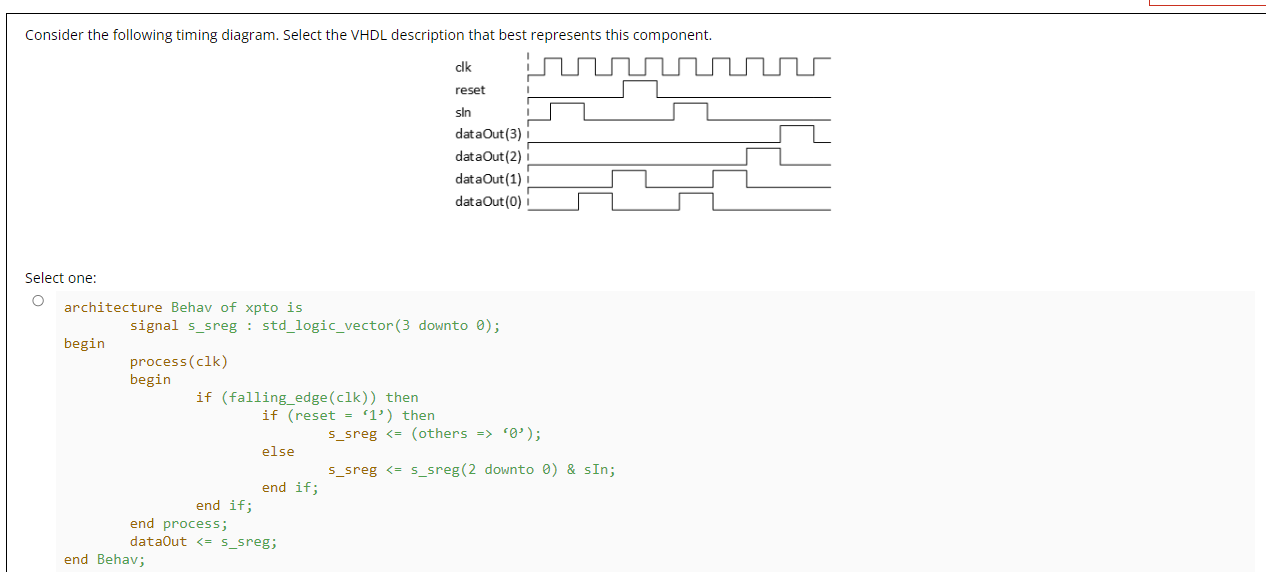 Consider the following timing diagram. Select the VHDL description that best represents this component.
clk
reset
sIn
dataOut(3)
dataOut(2)
dataOut(1)
dataOut(0)
Select one:
architecture Behav of xpto is
signal s_sreg : std_logic_vector(3 downto 0);
begin
process(clk)
begin
if (falling_edge(clk)) then
if (reset = ‘1’) then
s_sreg <= (others => ‘0’);
else
s_sreg <= s_sreg(2 downto 0) & sIn;
end if;
end if;
end process;
dataOut <= s_sreg;
end Behav;